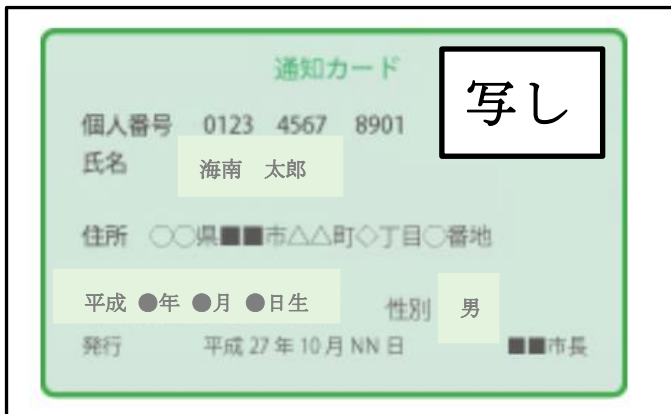 通知カード
写し
個人番号 0123 4567 8901
氏名 海南 太郎
住所 ○○県■■市△△町◇丁目○番地
平成 ●年 ●月 ●日生 性別 男
発行 平成 27 年 10 月 NN 日 ■■市長